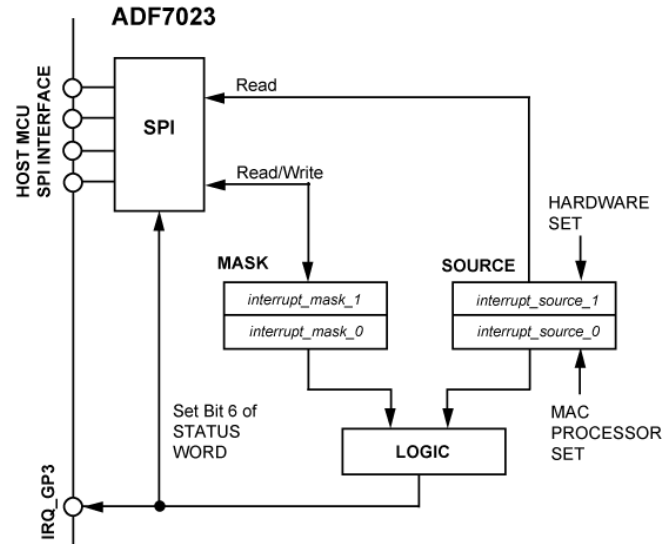 ADF7023
HOST MCU
SPI INTERFACE
SPI
Read
Read/Write
HARDWARE
SET
MASK
SOURCE
interrupt_mask_1
interrupt_mask_0
interrupt_source_1
interrupt_source_0
Set Bit 6 of
STATUS
WORD
LOGIC
MAC
PROCESSOR
SET
IRQ_GP3